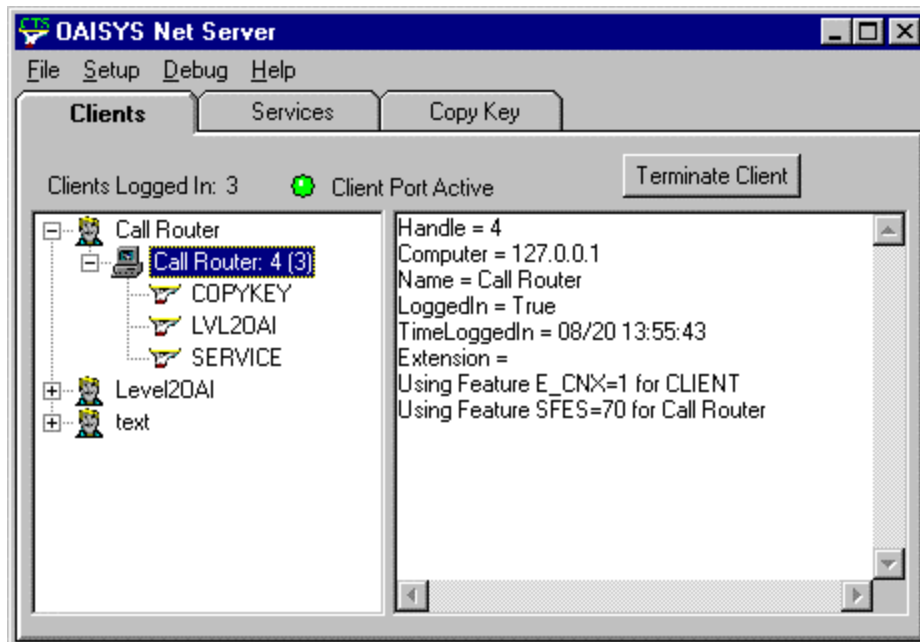 CTS
OAISYS Net Server
File Setup Debug Help
Clients Services Copy Key
Clients Logged In: 3 Client Port Active Terminate Client
Call Router
Call Router: 4 (3)
COPYKEY
LVL2OAI
SERVICE
Level2OAI
text
Handle = 4
Computer = 127.0.0.1
Name = Call Router
LoggedIn = True
TimeLoggedIn = 08/20 13:55:43
Extension =
Using Feature E_CNX=1 for CLIENT
Using Feature SFES=70 for Call Router